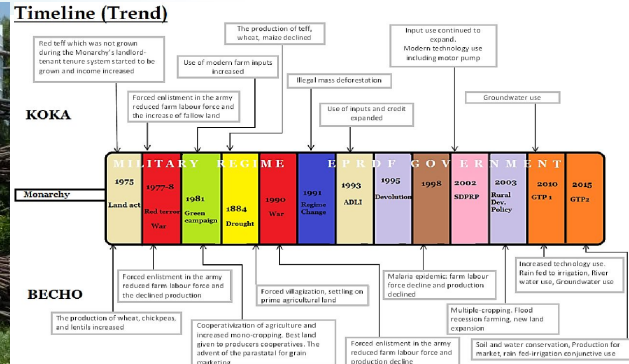 Timeline (Trend)
Red teff which was not grown
during the Monarchy's landlord-
tenant tenure system started to be
grown and income increased
Use of modern farm inputs
increased
The production of teff,
wheat, maize declined
Illegal mass deforestation
Input use continued to
expand.
Modern technology use
including motor pump
Forced enlistment in the army
reduced farm labour force and
the increase of fallow land
Use of inputs and credit
expanded
Groundwater use
KOKA
MILITARY REGIME
EPRDF GOVERNMENT
Monarchy
1975
Land act
1977-8
Red terror
War
1981
Green
campaign
1884
Drought
1990
War
1991
Regime
Change
1993
ADLI
1995
Devolution
1998
2002
SDPRP
2003
Rural
Dev.
Policy
2010
GTP1
2015
GTP2
BECHO
Forced enlistment in the army
reduced farm labour force and
the declined production
The production of wheat, chickpeas,
and lentils increased
Cooperativization of agriculture and
increased mono-cropping. Best land
given to producers cooperatives. The
advent of the parastatal for grain
marketing
Forced villagization, settling on
prime agricultural land
Forced enlistment in the army
reduced farm labour force and
production decline
Malaria epidemic: farm labour
force decline and production
declined
Multiple-cropping. Flood
recession farming, new land
expansion
Increased technology use.
Rain fed to irrigation, River
water use, Groundwater use
Soil and water conservation, Production for
market, rain fed-irrigation conjunctive use